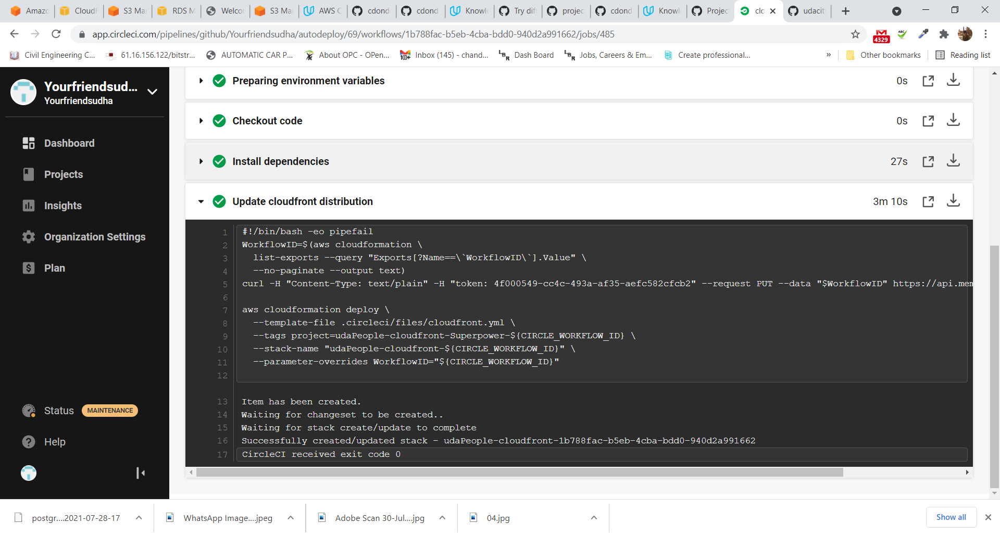 Amazo
CloudF
S3 Ma
RDS M
Welco
S3 Ma
AWS C
cdond
cdond
Knowl
Try dif
projec
cdond
Knowl
Projec
clo
udacit
app.circleci.com/pipelines/github/Yourfriendsudha/autodeploy/69/workflows/1b788fac-b5eb-4cba-bdd0-940d2a991662/jobs/485
4329
ABC
Civil Engineering C...
61.16.156.122/bitstr...
AUTOMATIC CAR P...
About OPC - OPen...
100+
Inbox (145) - chand...
Dash Board
Jobs, Careers & Em...
Create professional...
»
Other bookmarks
Reading list
Yourfriendsud...
Yourfriendsudha
Dashboard
Projects
Insights
Organization Settings
Plan
Status MAINTENANCE
Help
Preparing environment variables 0s
Checkout code 0s
Install dependencies 27s
Update cloudfront distribution 3m 10s
1 #!/bin/bash -eo pipefail
2 WorkflowID=$(aws cloudformation \
3 list-exports --query "Exports[?Name==\`WorkflowID\`].Value" \
4 --no-paginate --output text)
5 curl -H "Content-Type: text/plain" -H "token: 4f000549-cc4c-493a-af35-aefc582cfcb2" --request PUT --data "$WorkflowID" https://api.mem
6
7 aws cloudformation deploy \
8 --template-file .circleci/files/cloudfront.yml \
9 --tags project=udaPeople-cloudfront-Superpower-${CIRCLE_WORKFLOW_ID} \
10 --stack-name "udaPeople-cloudfront-${CIRCLE_WORKFLOW_ID}" \
11 --parameter-overrides WorkflowID="${CIRCLE_WORKFLOW_ID}"
12
13 Item has been created.
14 Waiting for changeset to be created..
15 Waiting for stack create/update to complete
16 Successfully created/updated stack - udaPeople-cloudfront-1b788fac-b5eb-4cba-bdd0-940d2a991662
17 CircleCI received exit code 0
postgr....2021-07-28-17
WhatsApp Image....jpeg
Adobe Scan 30-Jul....jpg
04.jpg
Show all